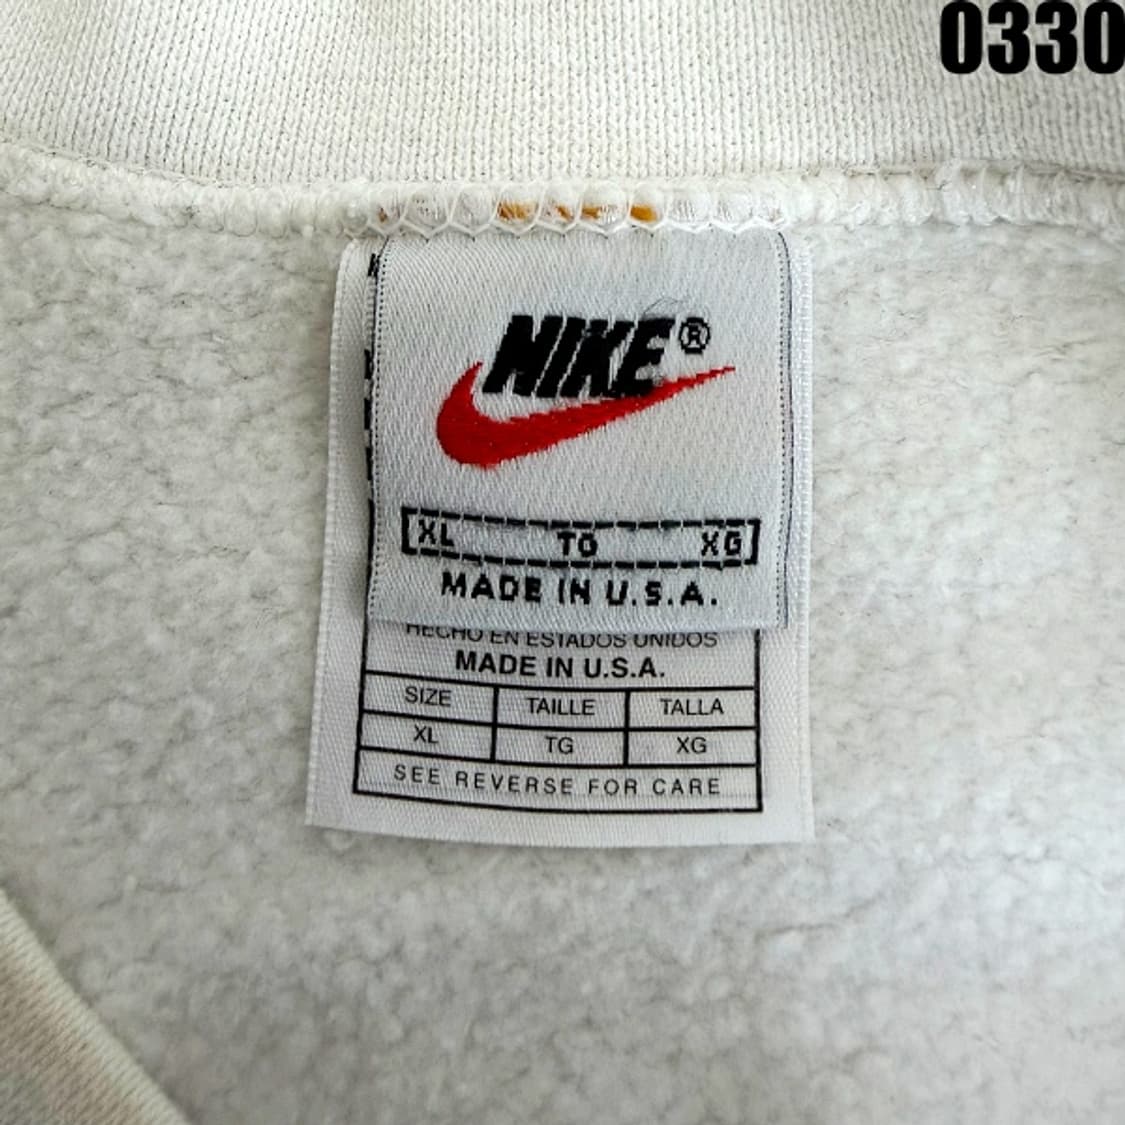 0330
NIKE®
XL TG XG
MADE IN U.S.A.
HECHO EN ESTADOS UNIDOS
MADE IN U.S.A.
SIZE TAILLE TALLA
XL TG XG
SEE REVERSE FOR CARE